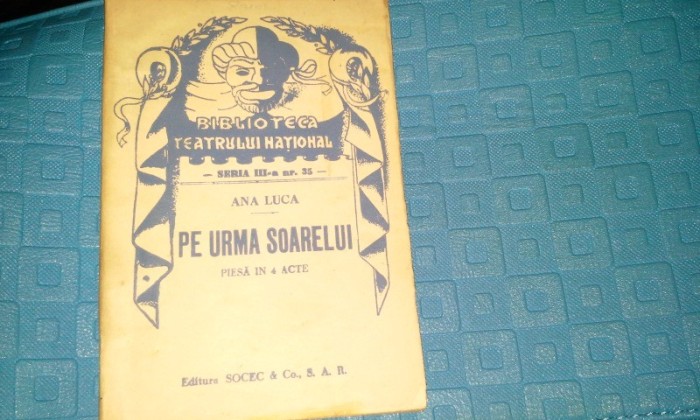 BIBLIOTECA
TEATRULUI NAȚIONAL
— SERIA III-a nr. 35 —
ANA LUCA
PE URMA SOARELUI
PIESĂ IN 4 ACTE
Editura SOCEC & Co., S. A. R.